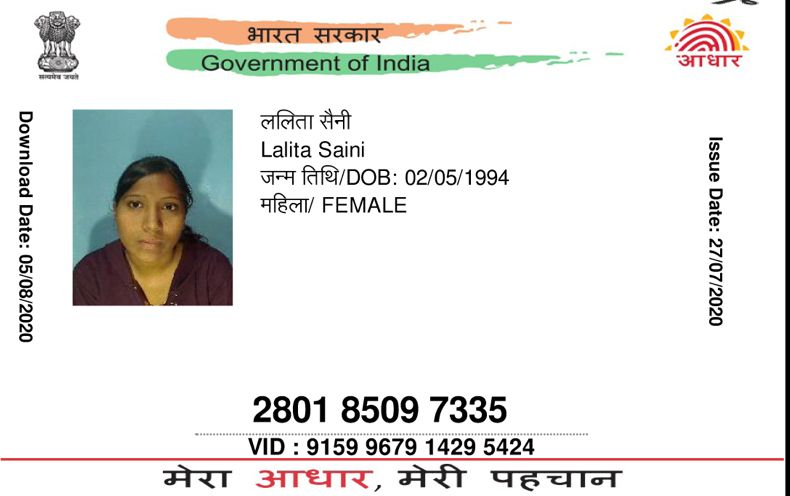 भारत सरकार
Government of India
सत्यमेव जयते
आधार
Download Date: 05/08/2020
ललिता सैनी
Lalita Saini
जन्म तिथि/DOB: 02/05/1994
महिला/ FEMALE
Issue Date: 27/07/2020
2801 8509 7335
VID : 9159 9679 1429 5424
मेरा आधार, मेरी पहचान